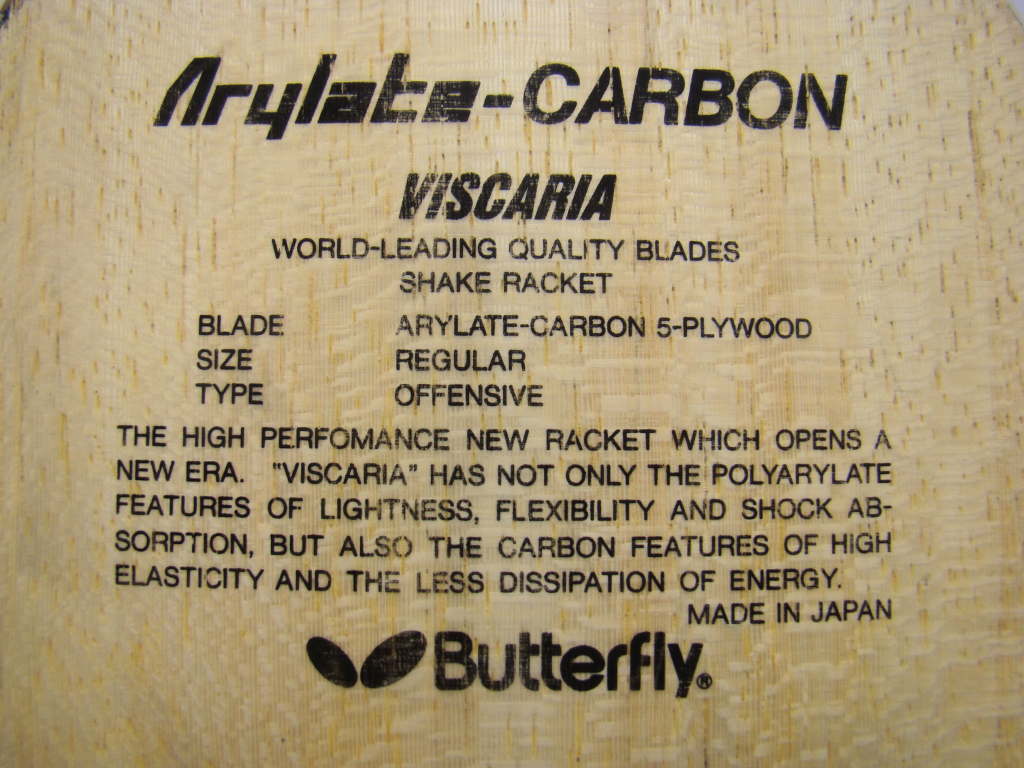 Arylate-CARBON
VISCARIA
WORLD-LEADING QUALITY BLADES
SHAKE RACKET
BLADE ARYLATE-CARBON 5-PLYWOOD
SIZE REGULAR
TYPE OFFENSIVE
THE HIGH PERFOMANCE NEW RACKET WHICH OPENS A
NEW ERA. "VISCARIA" HAS NOT ONLY THE POLYARYLATE
FEATURES OF LIGHTNESS, FLEXIBILITY AND SHOCK AB-
SORPTION, BUT ALSO THE CARBON FEATURES OF HIGH
ELASTICITY AND THE LESS DISSIPATION OF ENERGY.
MADE IN JAPAN
Butterfly®